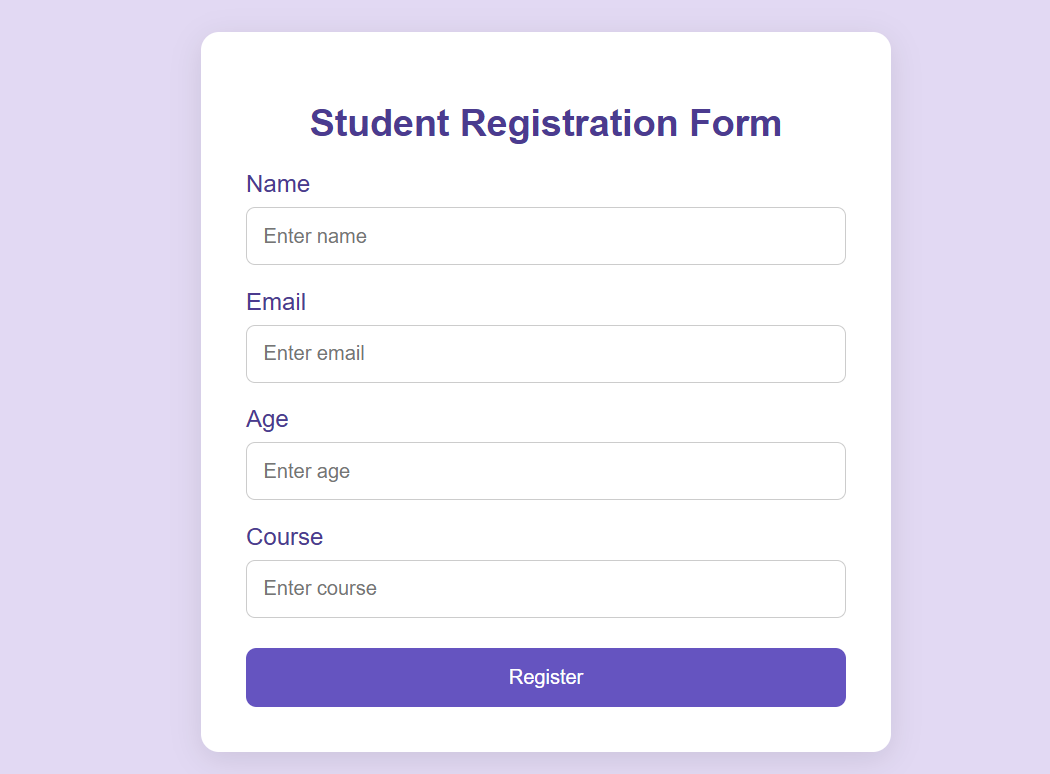 Student Registration Form
Name
Enter name
Email
Enter email
Age
Enter age
Course
Enter course
Register